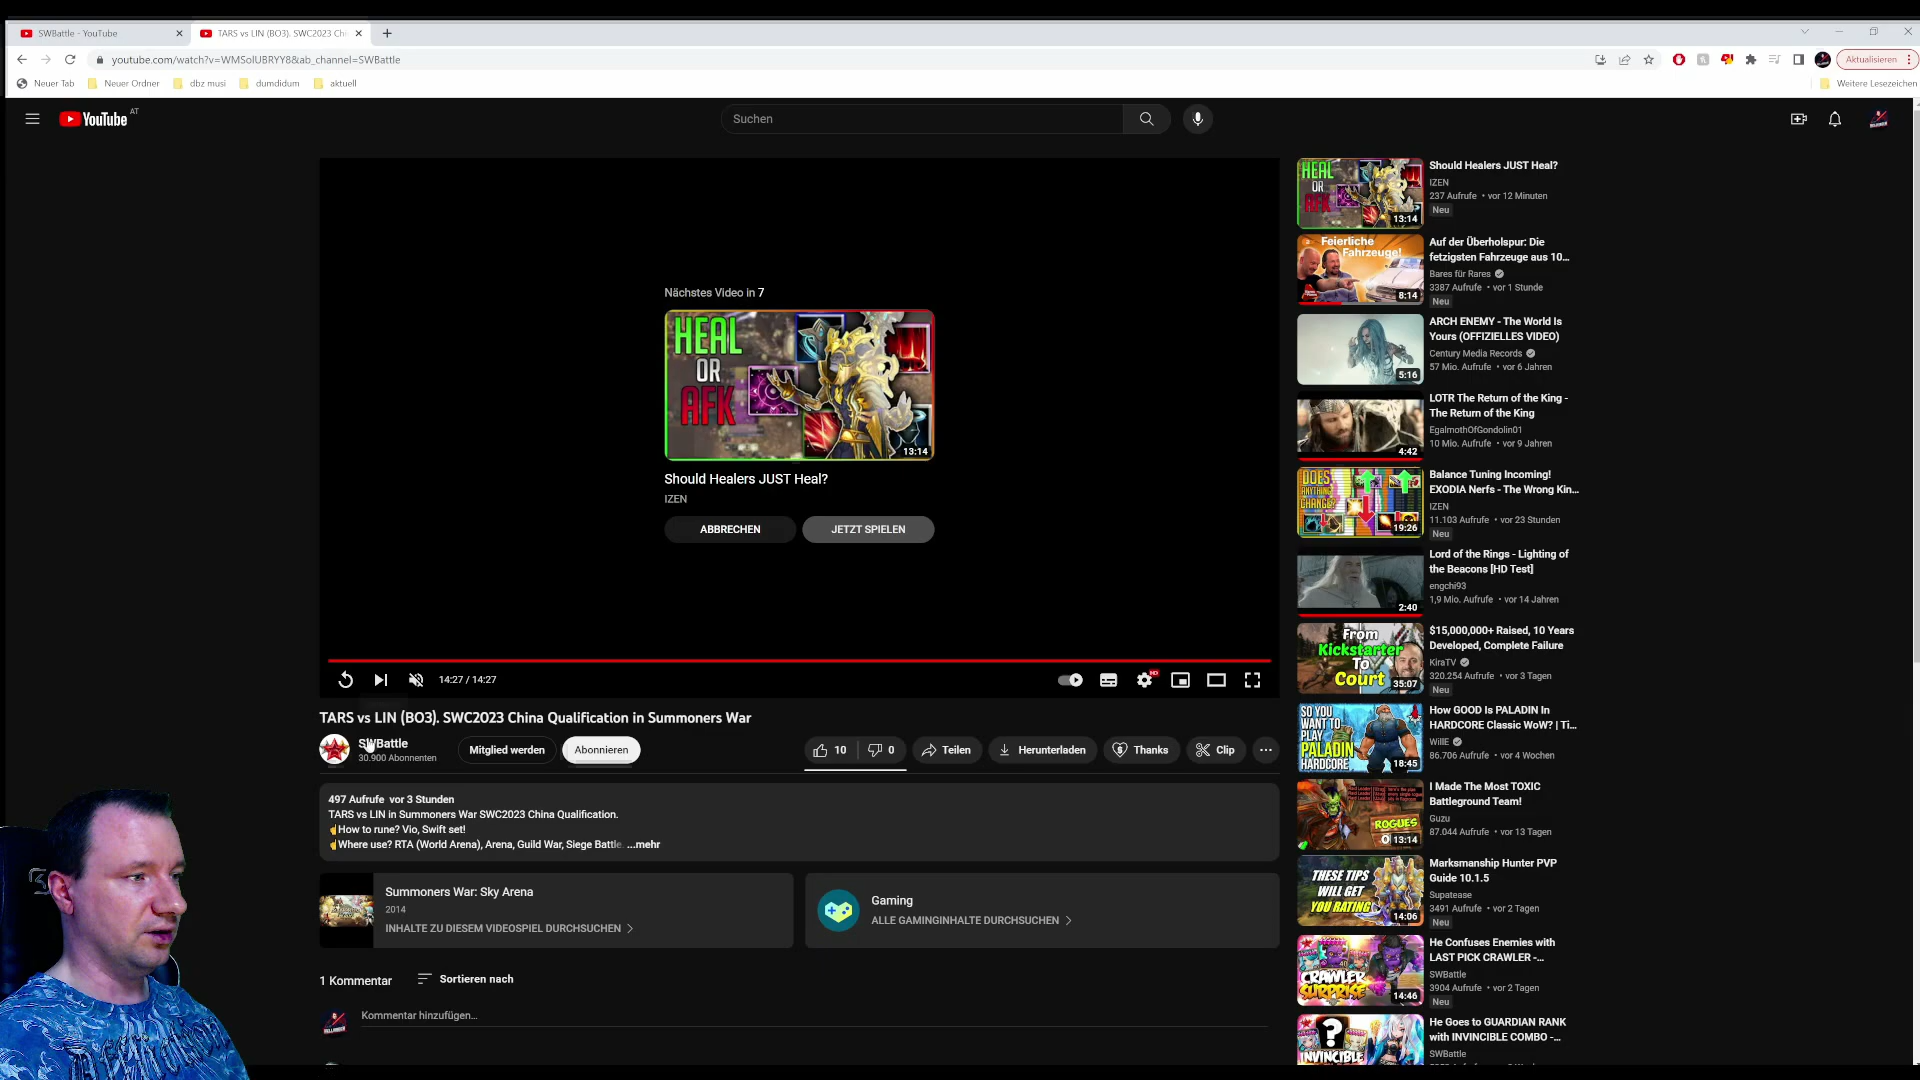 SWBattle - YouTube
TARS vs LIN (BO3). SWC2023 Chi
youtube.com/watch?v=WMSolUBRYY8&ab_channel=SWBattle
Aktualisieren
Neuer Tab
Neuer Ordner
dbz musi
dumdidum
aktuell
Weitere Lesezeichen
YouTube AT
Suchen
Nächstes Video in 7
HEAL OR AFK
13:14
Should Healers JUST Heal?
IZEN
ABBRECHEN
JETZT SPIELEN
14:27 / 14:27
HD
TARS vs LIN (BO3). SWC2023 China Qualification in Summoners War
SWBattle
30.900 Abonnenten
Mitglied werden
Abonnieren
10
0
Teilen
Herunterladen
Thanks
Clip
497 Aufrufe vor 3 Stunden
TARS vs LIN in Summoners War SWC2023 China Qualification.
☝How to rune? Vio, Swift set!
☝Where use? RTA (World Arena), Arena, Guild War, Siege Battle. ...mehr
Summoners War: Sky Arena
2014
INHALTE ZU DIESEM VIDEOSPIEL DURCHSUCHEN
Gaming
ALLE GAMINGINHALTE DURCHSUCHEN
1 Kommentar
Sortieren nach
Kommentar hinzufügen...
HEAL OR AFK
13:14
Should Healers JUST Heal?
IZEN
237 Aufrufe • vor 12 Minuten
Neu
Feierliche Fahrzeuge!
8:14
Auf der Überholspur: Die
fetzigsten Fahrzeuge aus 10...
Bares für Rares
3387 Aufrufe • vor 1 Stunde
Neu
5:16
ARCH ENEMY - The World Is
Yours (OFFIZIELLES VIDEO)
Century Media Records
57 Mio. Aufrufe • vor 6 Jahren
4:42
LOTR The Return of the King -
The Return of the King
EgalmothOfGondolin01
10 Mio. Aufrufe • vor 9 Jahren
DOES ANYTHING CHANGE?
19:26
Balance Tuning Incoming!
EXODIA Nerfs - The Wrong Kin...
IZEN
11.103 Aufrufe • vor 23 Stunden
Neu
2:40
Lord of the Rings - Lighting of
the Beacons [HD Test]
engchi93
1,9 Mio. Aufrufe • vor 14 Jahren
From Kickstarter To Court
35:07
$15,000,000+ Raised, 10 Years
Developed, Complete Failure
KiraTV
320.254 Aufrufe • vor 3 Tagen
Neu
SO YOU WANT TO PLAY PALADIN HARDCORE
18:45
How GOOD Is PALADIN In
HARDCORE Classic WoW? | Ti...
WillE
86.706 Aufrufe • vor 4 Wochen
ROGUES
13:14
I Made The Most TOXIC
Battleground Team!
Guzu
87.044 Aufrufe • vor 13 Tagen
THESE TIPS WILL GET YOU RATING
14:06
Marksmanship Hunter PVP
Guide 10.1.5
Supatease
3491 Aufrufe • vor 2 Tagen
Neu
CRAWLER SURPRISE
14:46
He Confuses Enemies with
LAST PICK CRAWLER -...
SWBattle
3904 Aufrufe • vor 2 Tagen
Neu
INVINCIBLE
He Goes to GUARDIAN RANK
with INVINCIBLE COMBO -...
SWBattle